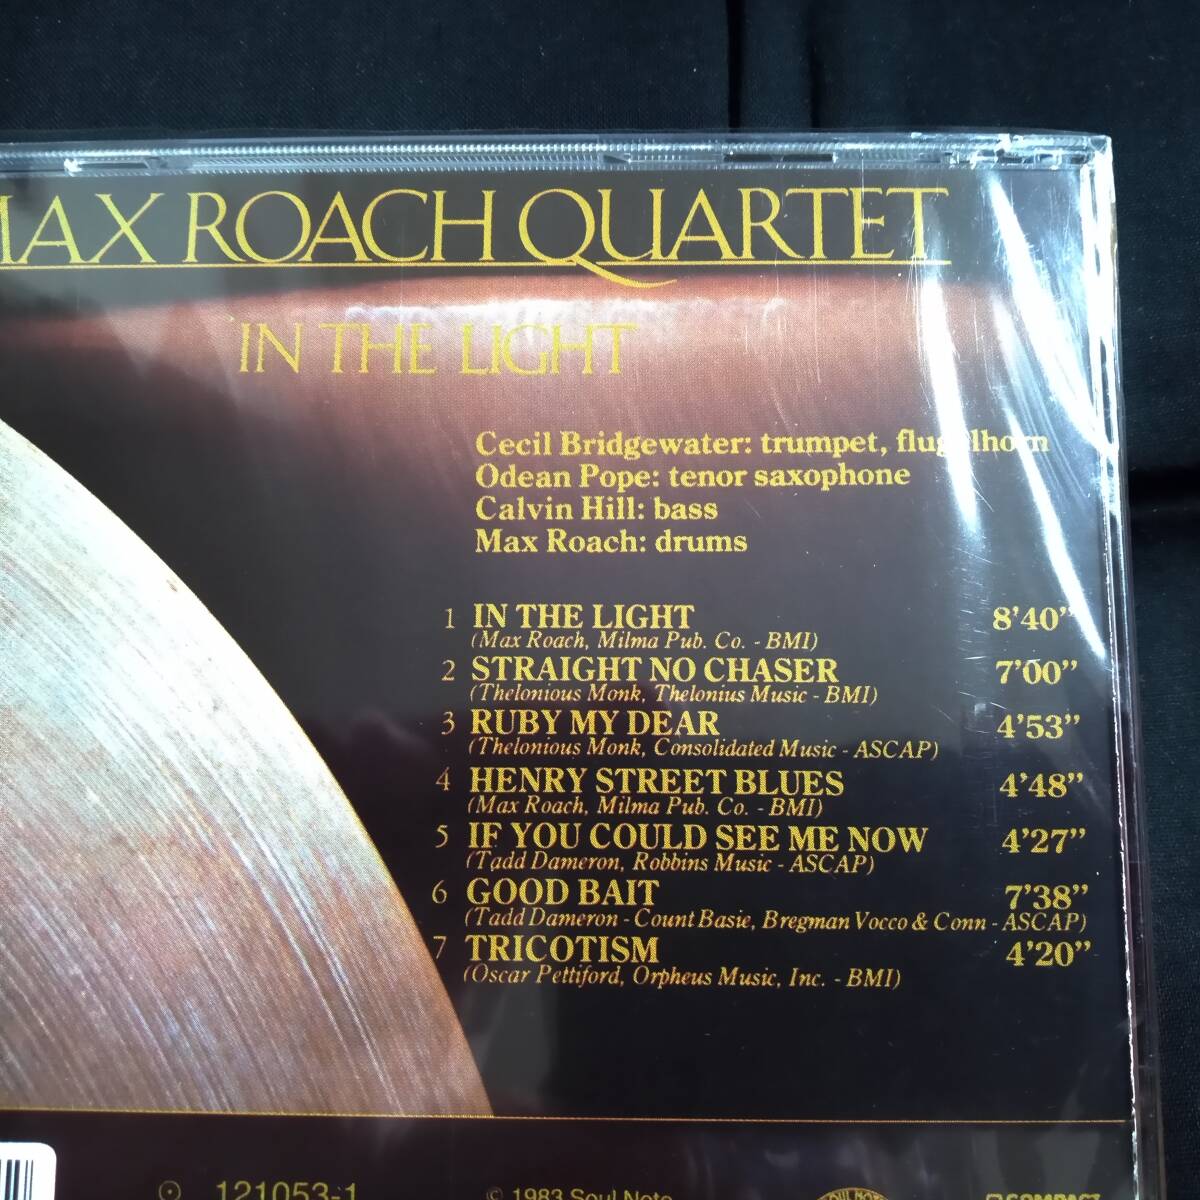 MAX ROACH QUARTET
IN THE LIGHT
Cecil Bridgewater: trumpet, flugelhorn
Odean Pope: tenor saxophone
Calvin Hill: bass
Max Roach: drums
1 IN THE LIGHT 8'40"
(Max Roach, Milma Pub. Co. - BMI)
2 STRAIGHT NO CHASER 7'00"
(Thelonious Monk, Thelonius Music - BMI)
3 RUBY MY DEAR 4'53"
(Thelonious Monk, Consolidated Music - ASCAP)
4 HENRY STREET BLUES 4'48"
(Max Roach, Milma Pub. Co. - BMI)
5 IF YOU COULD SEE ME NOW 4'27"
(Tadd Dameron, Robbins Music - ASCAP)
6 GOOD BAIT 7'38"
(Tadd Dameron - Count Basie, Bregman Vocco & Conn - ASCAP)
7 TRICOTISM 4'20"
(Oscar Pettiford, Orpheus Music, Inc. - BMI)
121053-1 © 1983 Soul Note SOUL NOTE COMPACT